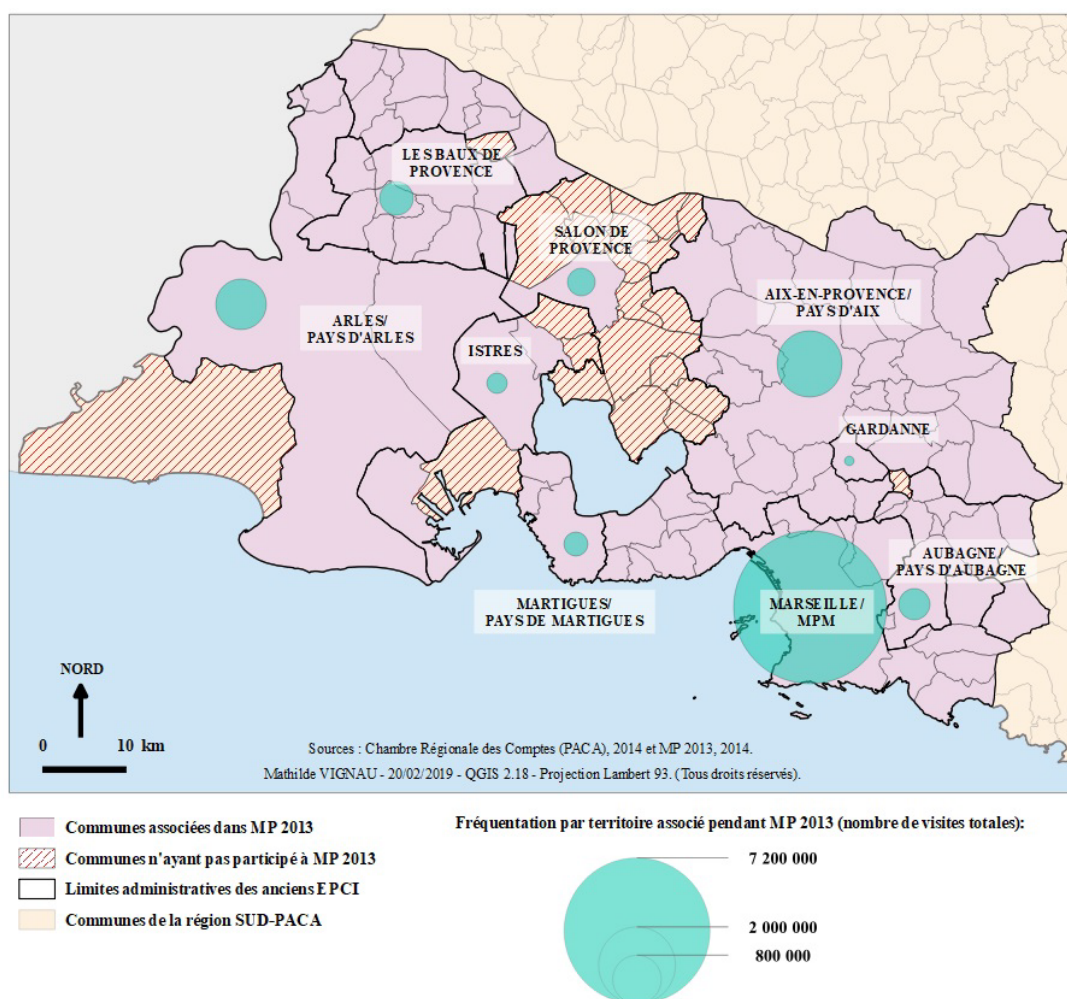 LES BAUX DE
PROVENCE
SALON DE
PROVENCE
AIX-EN-PROVENCE/
PAYS D'AIX
ARLES/
PAYS D'ARLES
ISTRES
GARDANNE
AUBAGNE/
PAYS D'AUBAGNE
MARTIGUES/
PAYS DE MARTIGUES
MARSEILLE/
MPM
NORD
0 10 km
Sources : Chambre Régionale des Comptes (PACA), 2014 et MP 2013, 2014.
Mathilde VIGNAU - 20/02/2019 - QGIS 2.18 - Projection Lambert 93. (Tous droits réservés).
Communes associées dans MP 2013
Communes n'ayant pas participé à MP 2013
Limites administratives des anciens EPCI
Communes de la région SUD-PACA
Fréquentation par territoire associé pendant MP 2013 (nombre de visites totales):
7 200 000
2 000 000
800 000